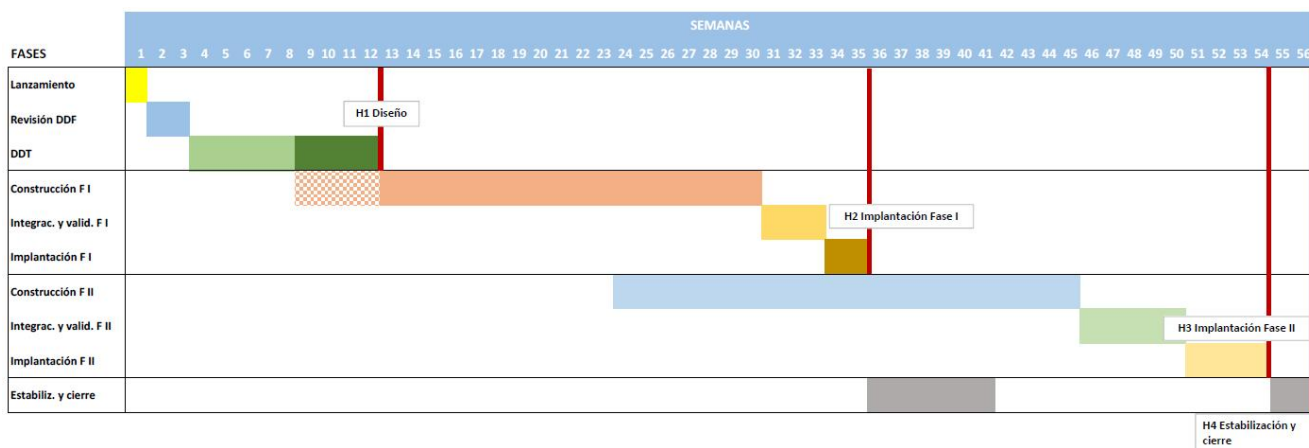 SEMANAS
FASES 1 2 3 4 5 6 7 8 9 10 11 12 13 14 15 16 17 18 19 20 21 22 23 24 25 26 27 28 29 30 31 32 33 34 35 36 37 38 39 40 41 42 43 44 45 46 47 48 49 50 51 52 53 54 55 56
Lanzamiento
Revisión DDF
H1 Diseño
DDT
Construcción F I
Integrac. y valid. F I
H2 Implantación Fase I
Implantación F I
Construcción F II
Integrac. y valid. F II
H3 Implantación Fase II
Implantación F II
Estabiliz. y cierre
H4 Estabilización y
cierre